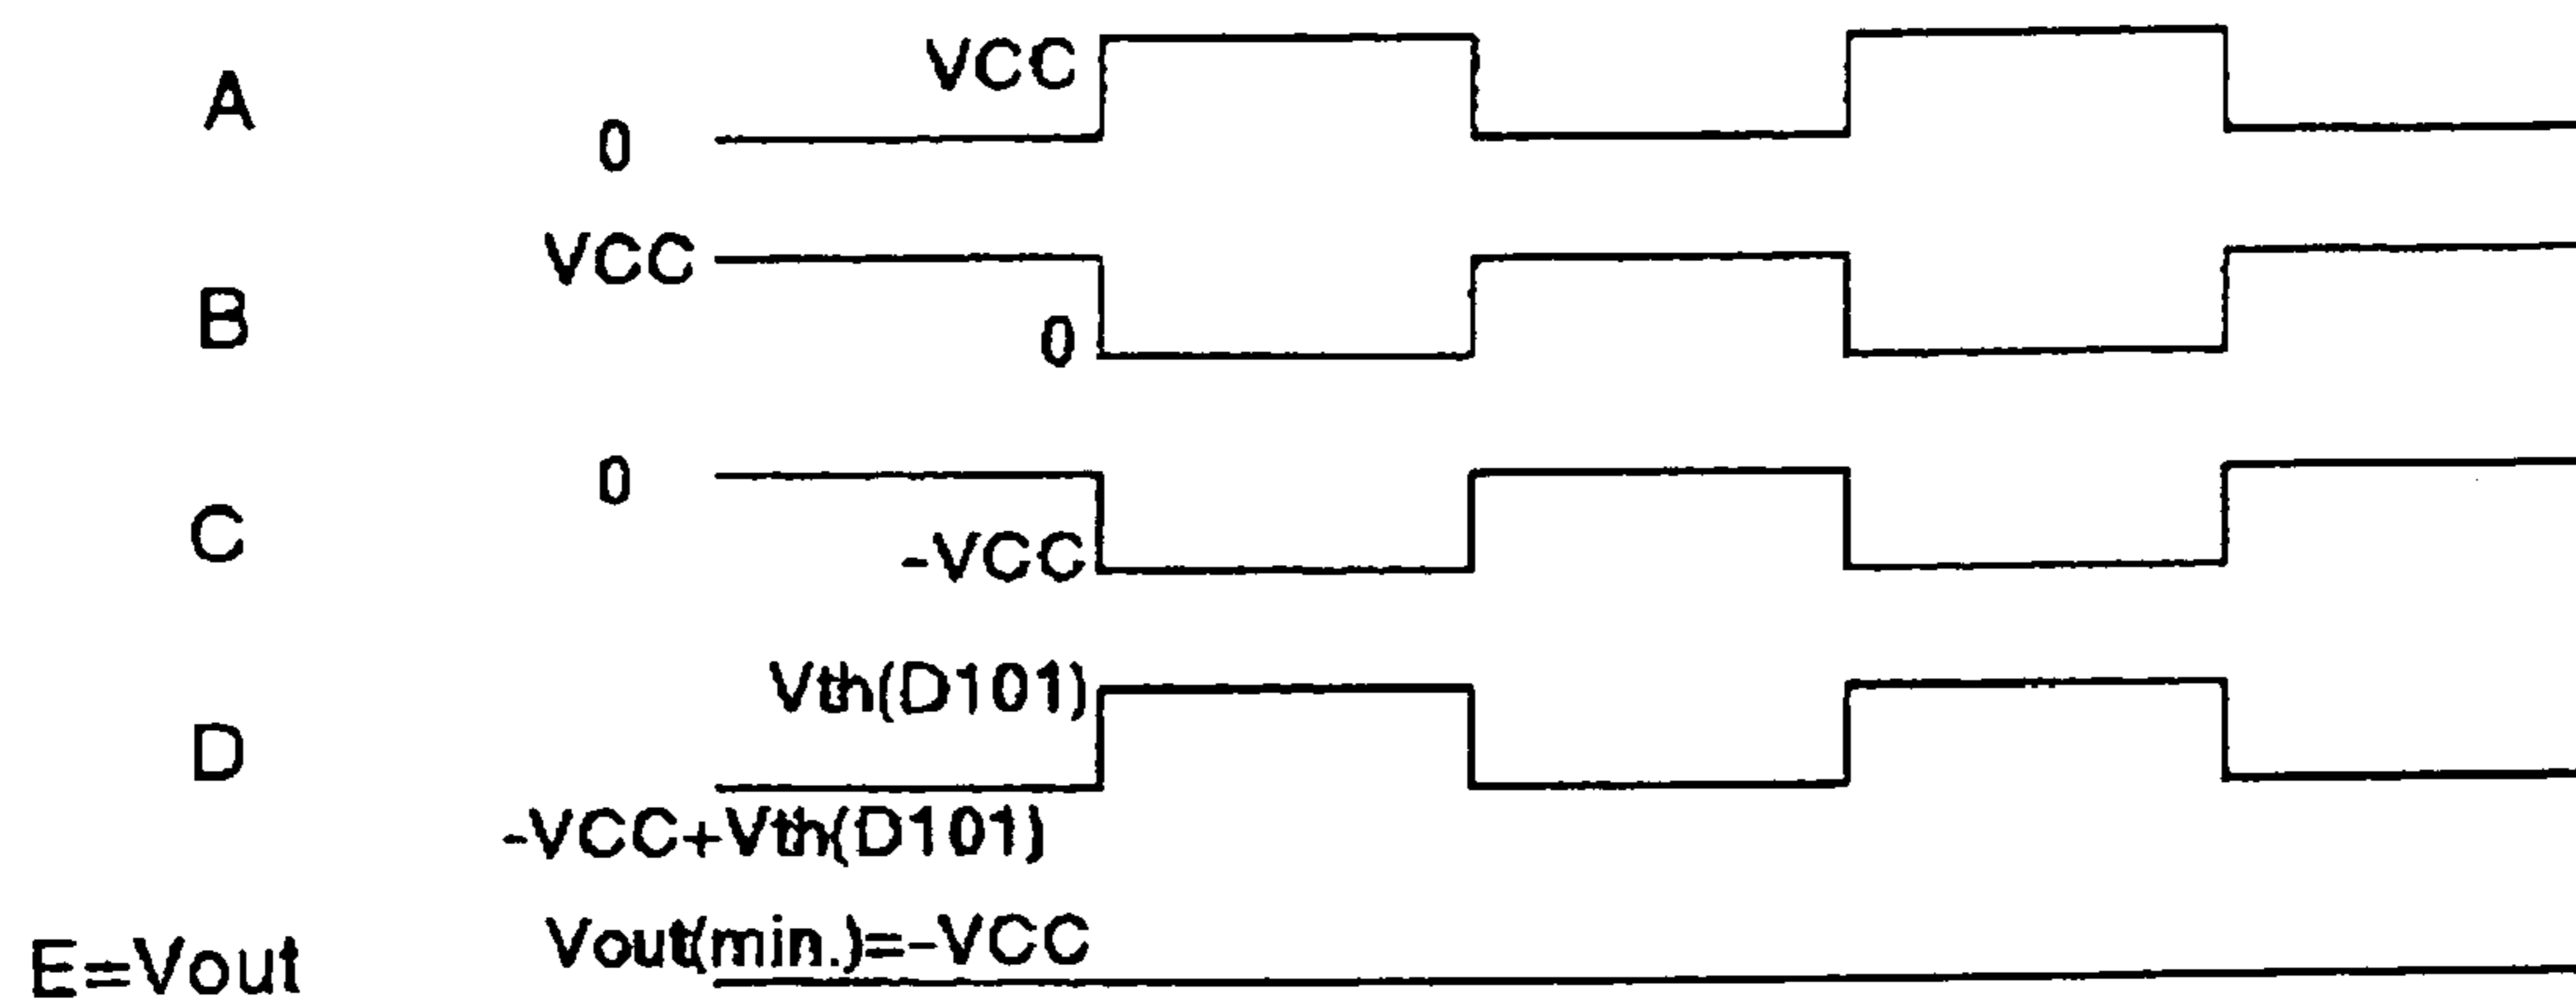 A
VCC
0
B
VCC
0
C
0
-VCC
D
Vth(D101)
-VCC+Vth(D101)
E=Vout
Vout(min.)=-VCC